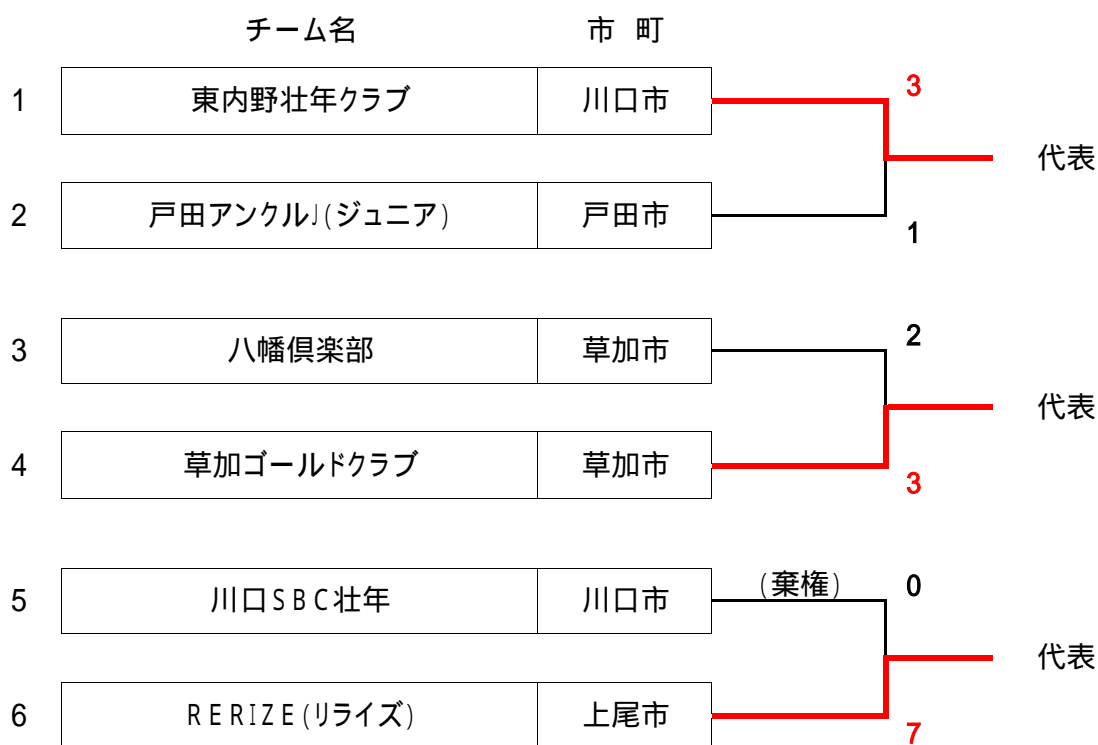 チーム名 市 町
1 東内野壮年クラブ 川口市 3
代表
2 戸田アンクルJ(ジュニア) 戸田市 1
3 八幡倶楽部 草加市 2
代表
4 草加ゴールドクラブ 草加市 3
5 川口SBC壮年 川口市 (棄権) 0
代表
6 RERIZE(リライズ) 上尾市 7